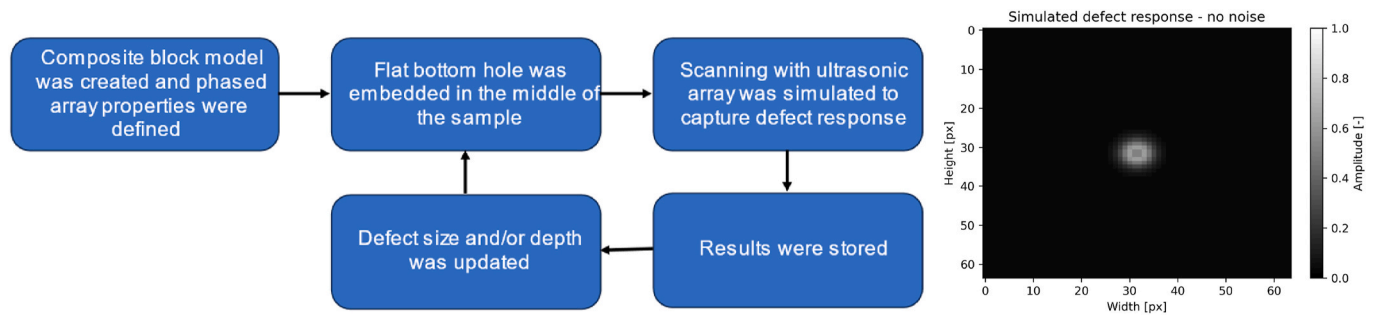 Composite block model
was created and phased
array properties were
defined
Flat bottom hole was
embedded in the middle of
the sample
Scanning with ultrasonic
array was simulated to
capture defect response
Defect size and/or depth
was updated
Results were stored
Simulated defect response - no noise
0
10
20
30
40
50
60
Height [px]
0
10
20
30
40
50
60
Width [px]
1.0
0.8
0.6
0.4
0.2
0.0
Amplitude [-]